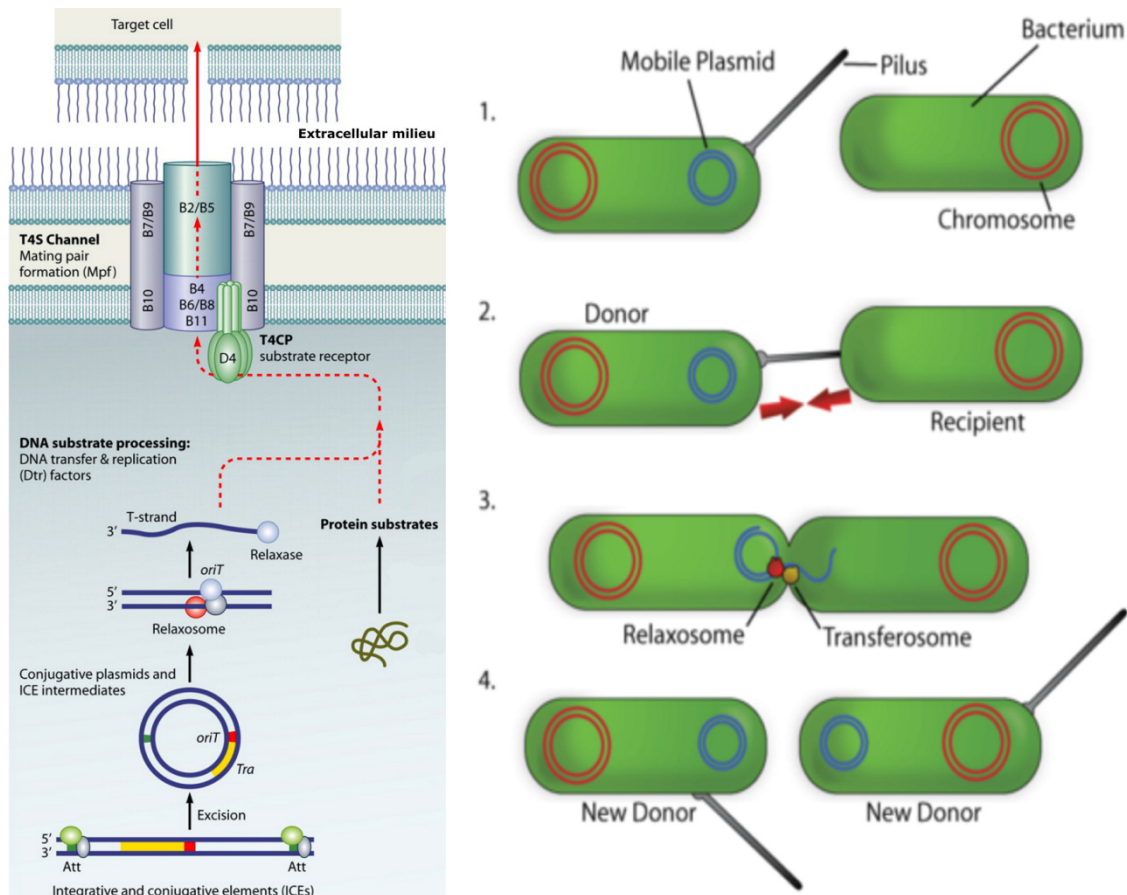 Target cell
Extracellular milieu
B7/B9
B2/B5
B7/B9
T4S Channel
Mating pair
formation (Mpf)
B10
B4
B6/B8
B11
B10
T4CP
substrate receptor
D4
DNA substrate processing:
DNA transfer & replication
(Dtr) factors
T-strand
3′
Relaxase
Protein substrates
oriT
5′
3′
Relaxosome
Conjugative plasmids and
ICE intermediates
oriT
Tra
Excision
5′
3′
Att
Att
Integrative and conjugative elements (ICEs)
1.
Mobile Plasmid
Pilus
Bacterium
Chromosome
2.
Donor
Recipient
3.
Relaxosome
Transferosome
4.
New Donor
New Donor